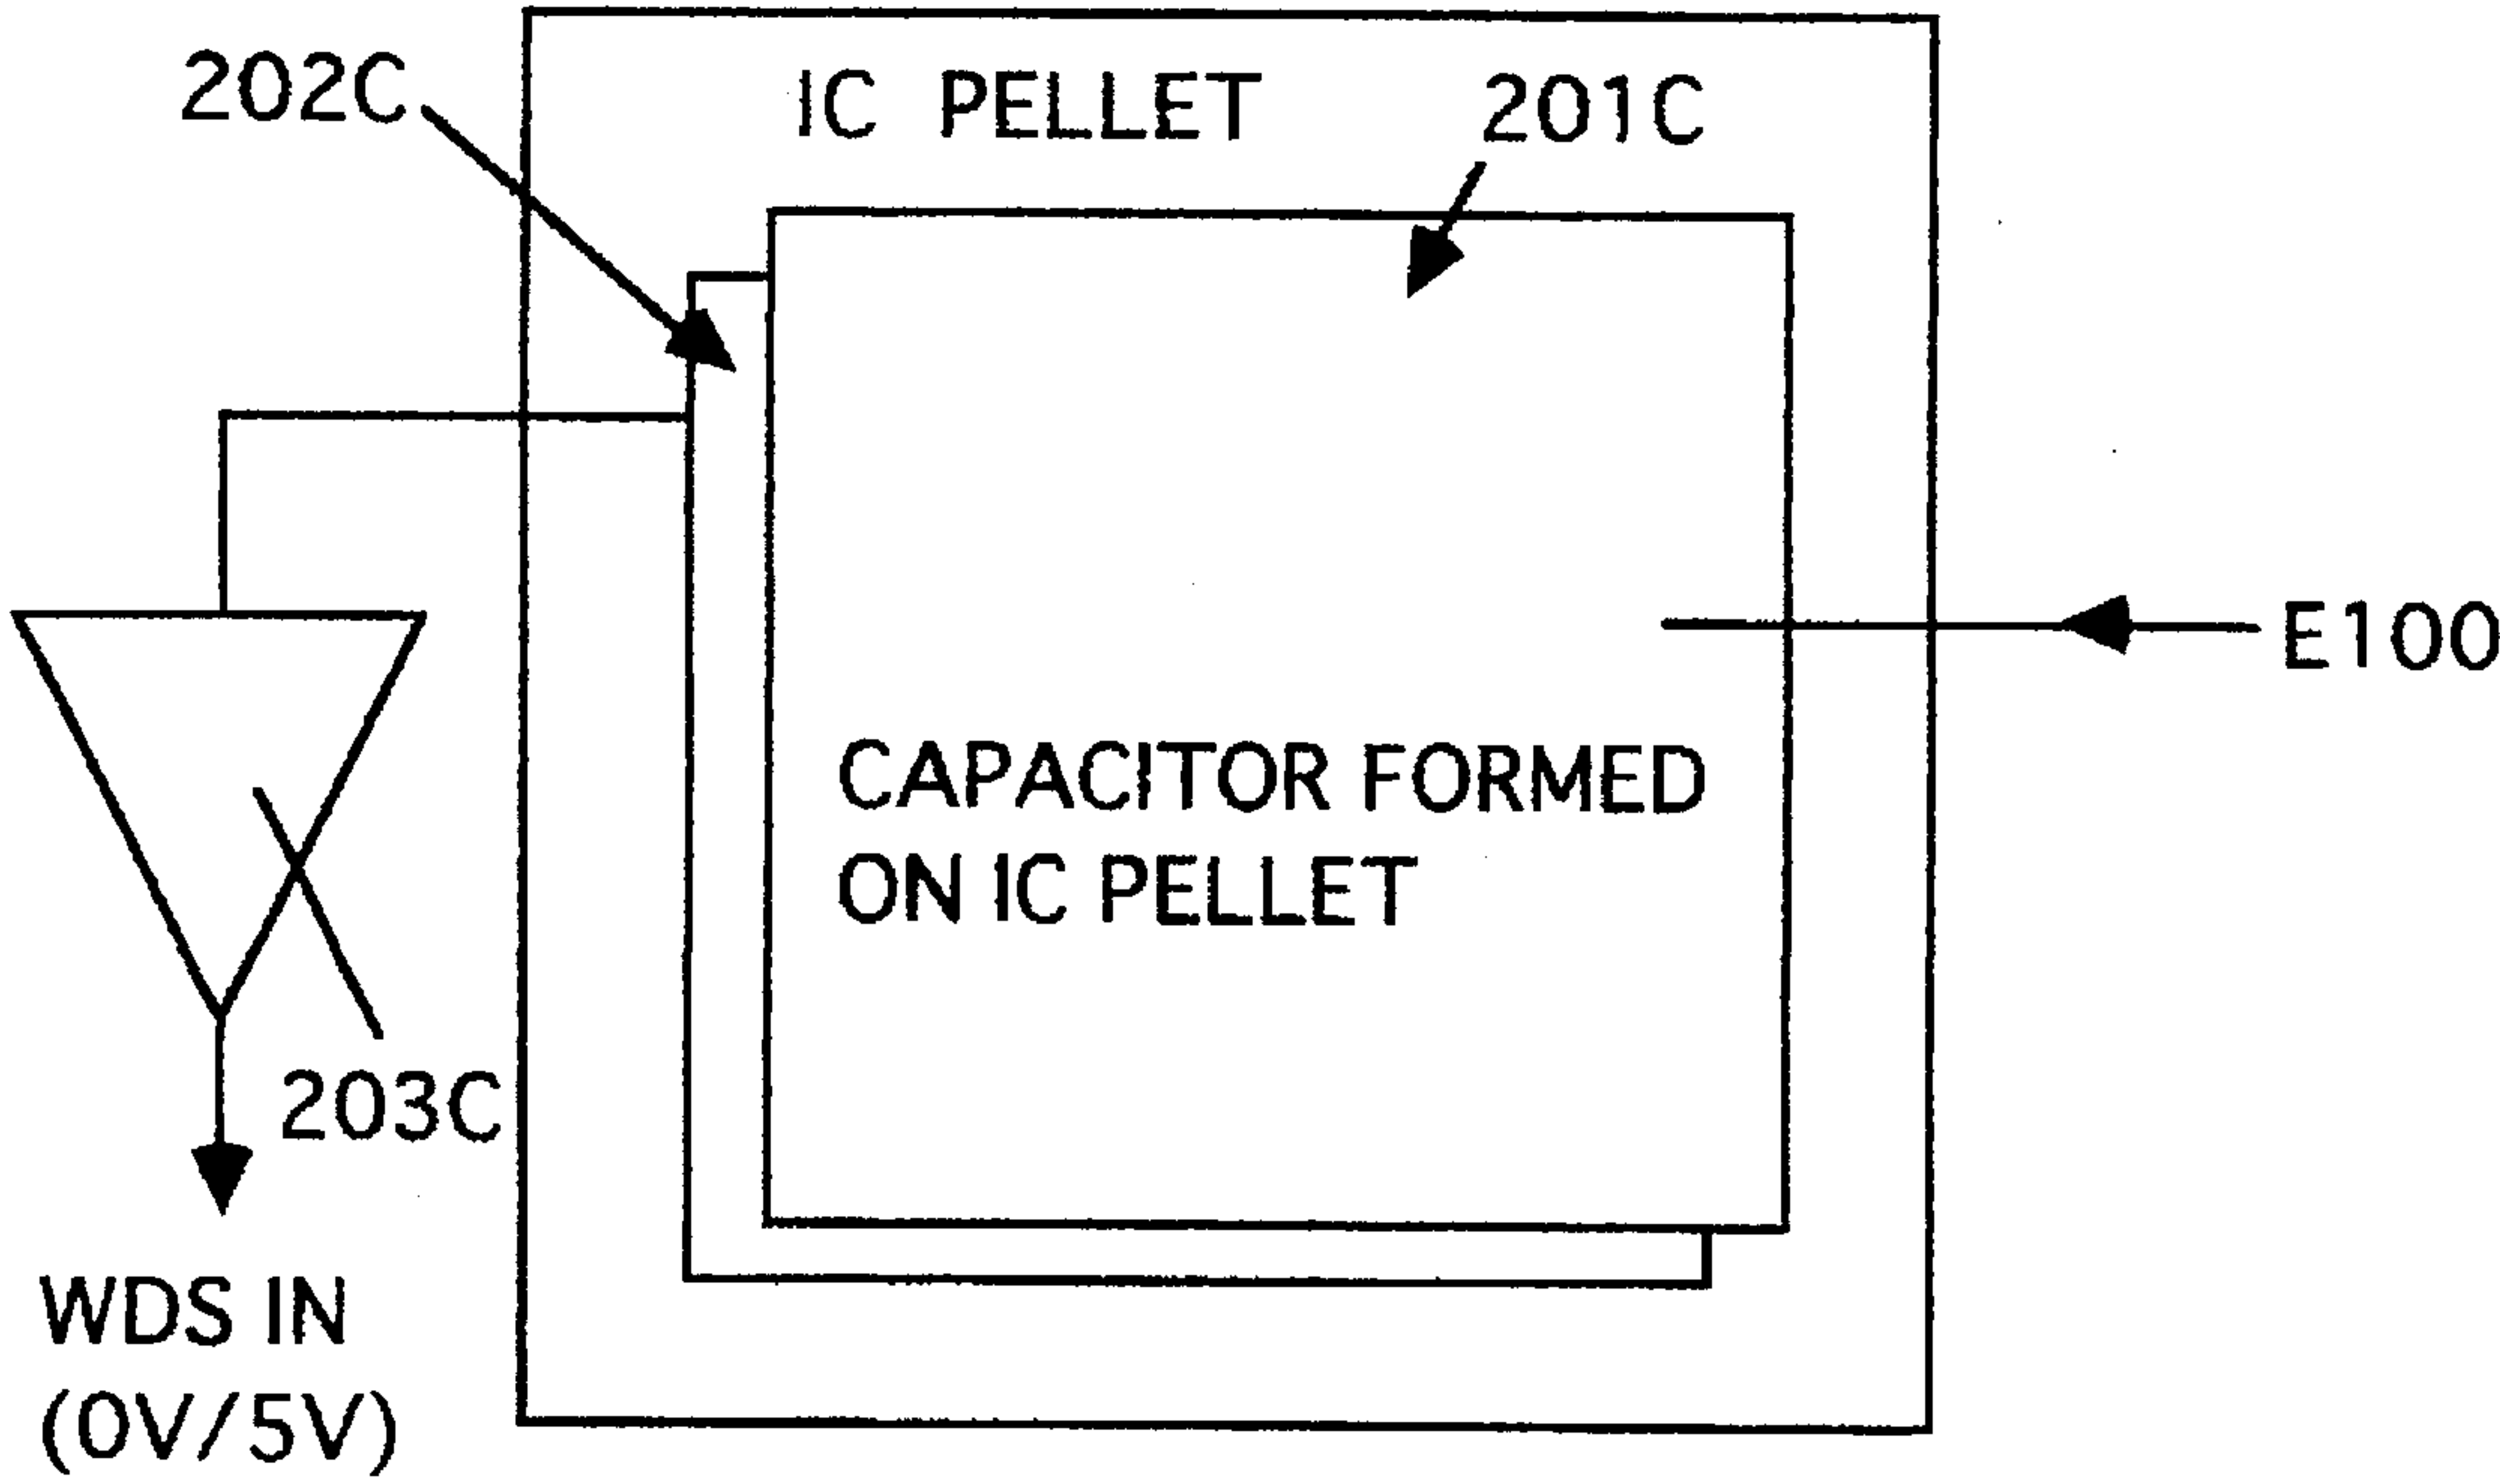 202C
IC PELLET
201C
E100
CAPACITOR FORMED
ON IC PELLET
203C
WDS IN
(0V/5V)